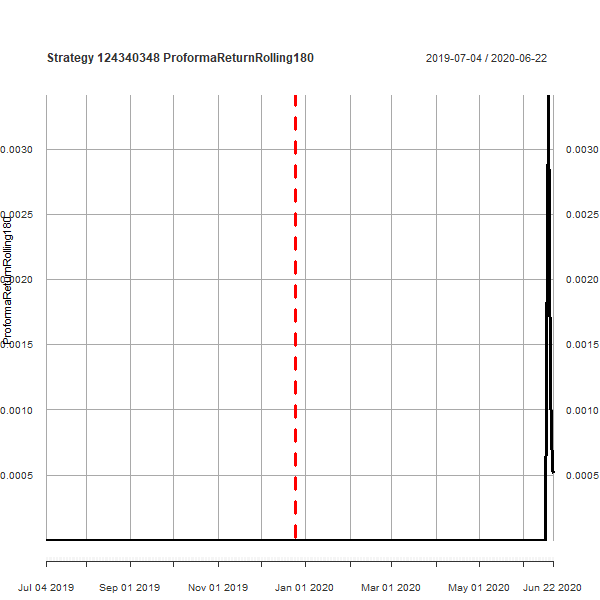 Strategy 124340348 ProformaReturnRolling180
2019-07-04 / 2020-06-22
0.0030 0.0030
0.0025 0.0025
ProformaReturnRolling180
0.0020 0.0020
0.0015 0.0015
0.0010 0.0010
0.0005 0.0005
Jul 04 2019 Sep 01 2019 Nov 01 2019 Jan 01 2020 Mar 01 2020 May 01 2020 Jun 22 2020